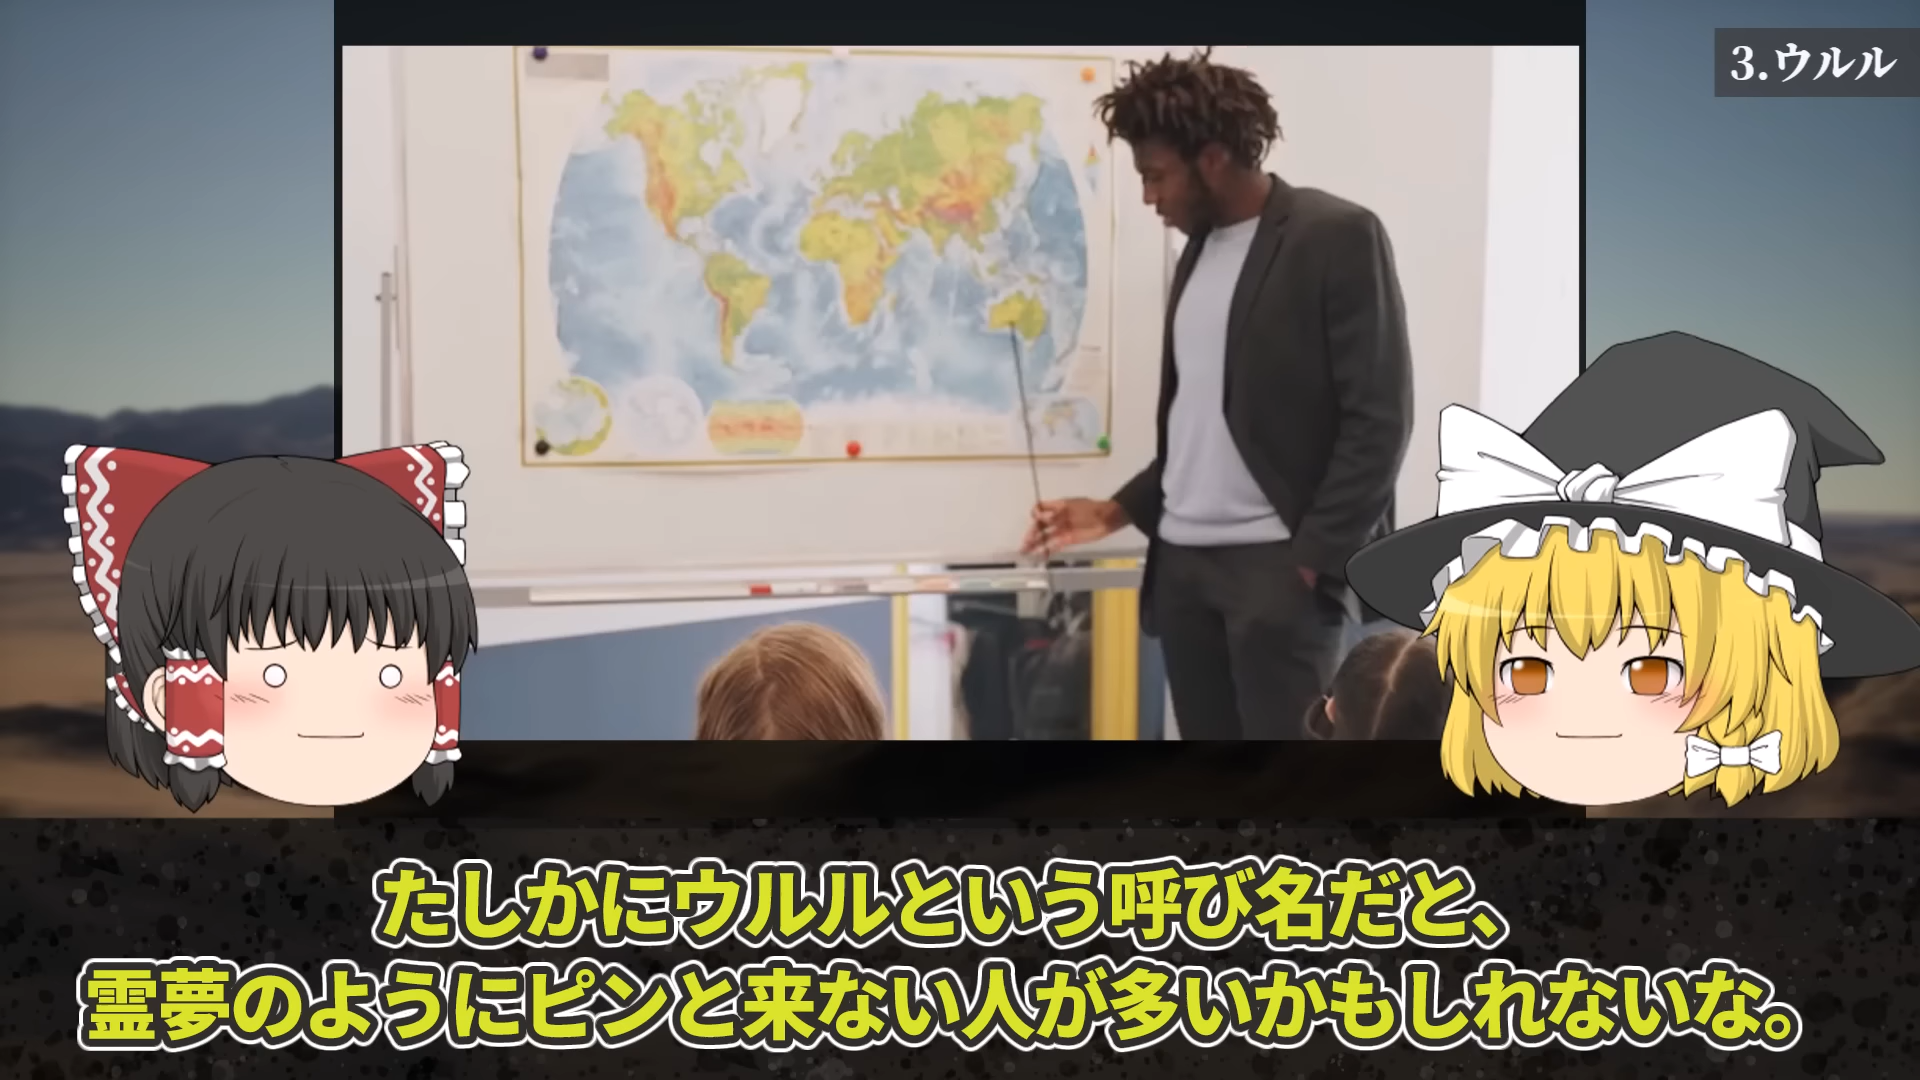 3.ウルル
たしかにウルルという呼び名だと、
霊夢のようにピンと来ない人が多いかもしれないな。